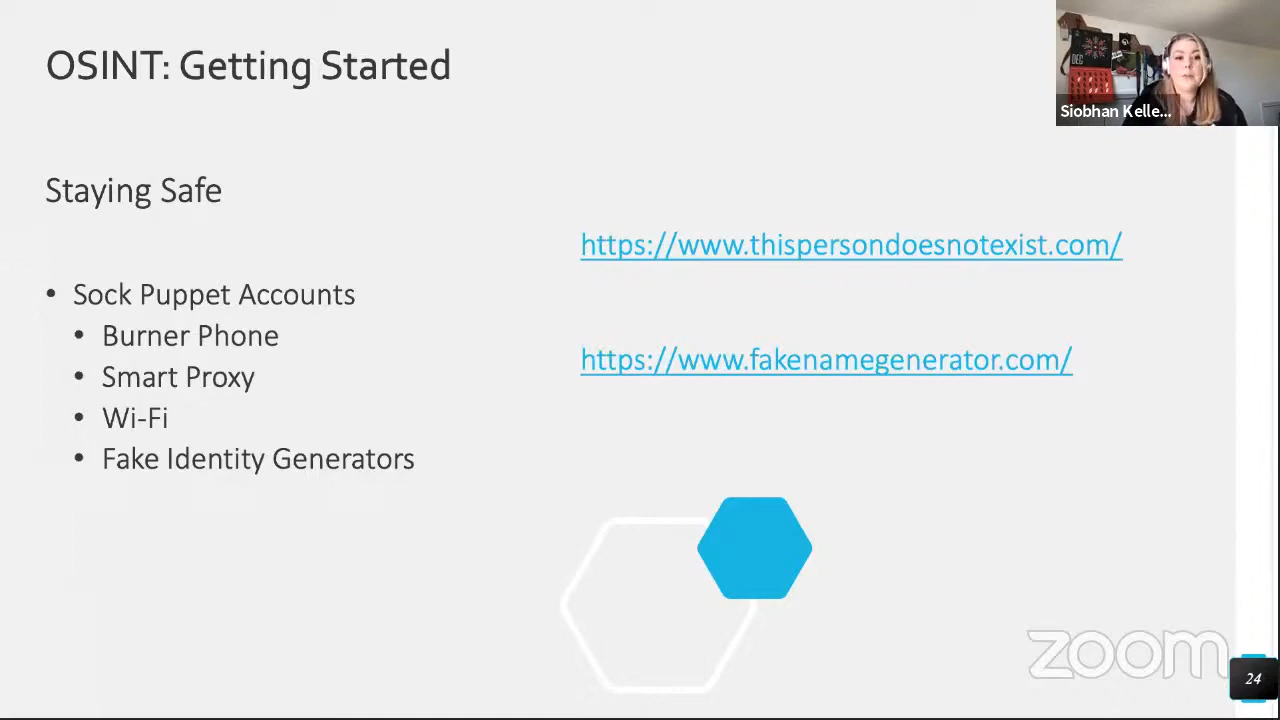 OSINT: Getting Started
DEC
Siobhan Kelle...
Staying Safe
https://www.thispersondoesnotexist.com/
• Sock Puppet Accounts
• Burner Phone
https://www.fakenamegenerator.com/
• Smart Proxy
• Wi-Fi
• Fake Identity Generators
zoom
24